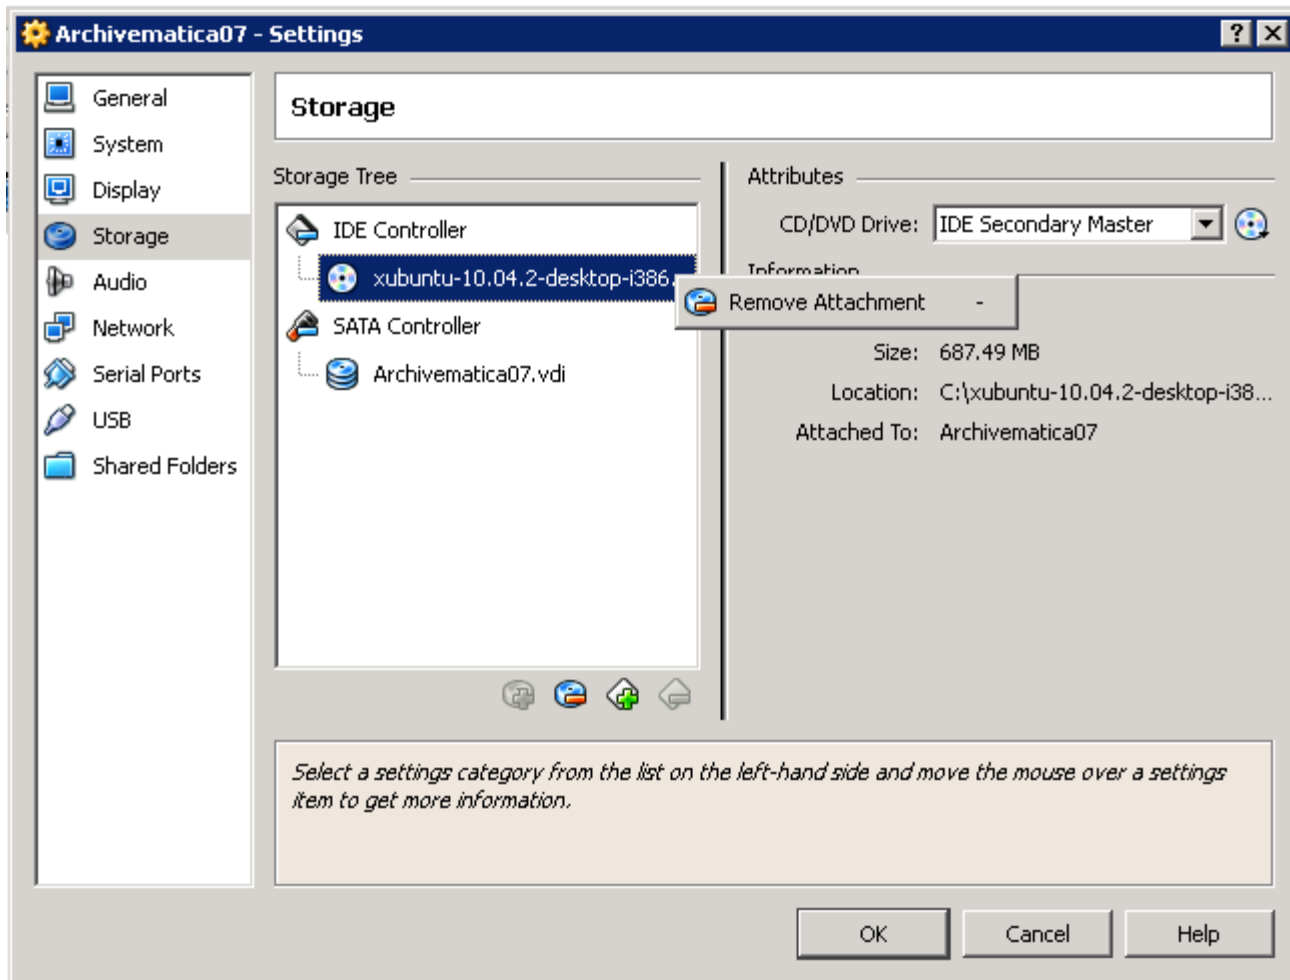 Archivematica07 - Settings
General
System
Display
Storage
Audio
Network
Serial Ports
USB
Shared Folders
Storage
Storage Tree
IDE Controller
xubuntu-10.04.2-desktop-i386.
SATA Controller
Archivematica07.vdi
Attributes
CD/DVD Drive: IDE Secondary Master
Information
Remove Attachment -
Size: 687.49 MB
Location: C:\xubuntu-10.04.2-desktop-i38...
Attached To: Archivematica07
Select a settings category from the list on the left-hand side and move the mouse over a settings
item to get more information.
OK Cancel Help